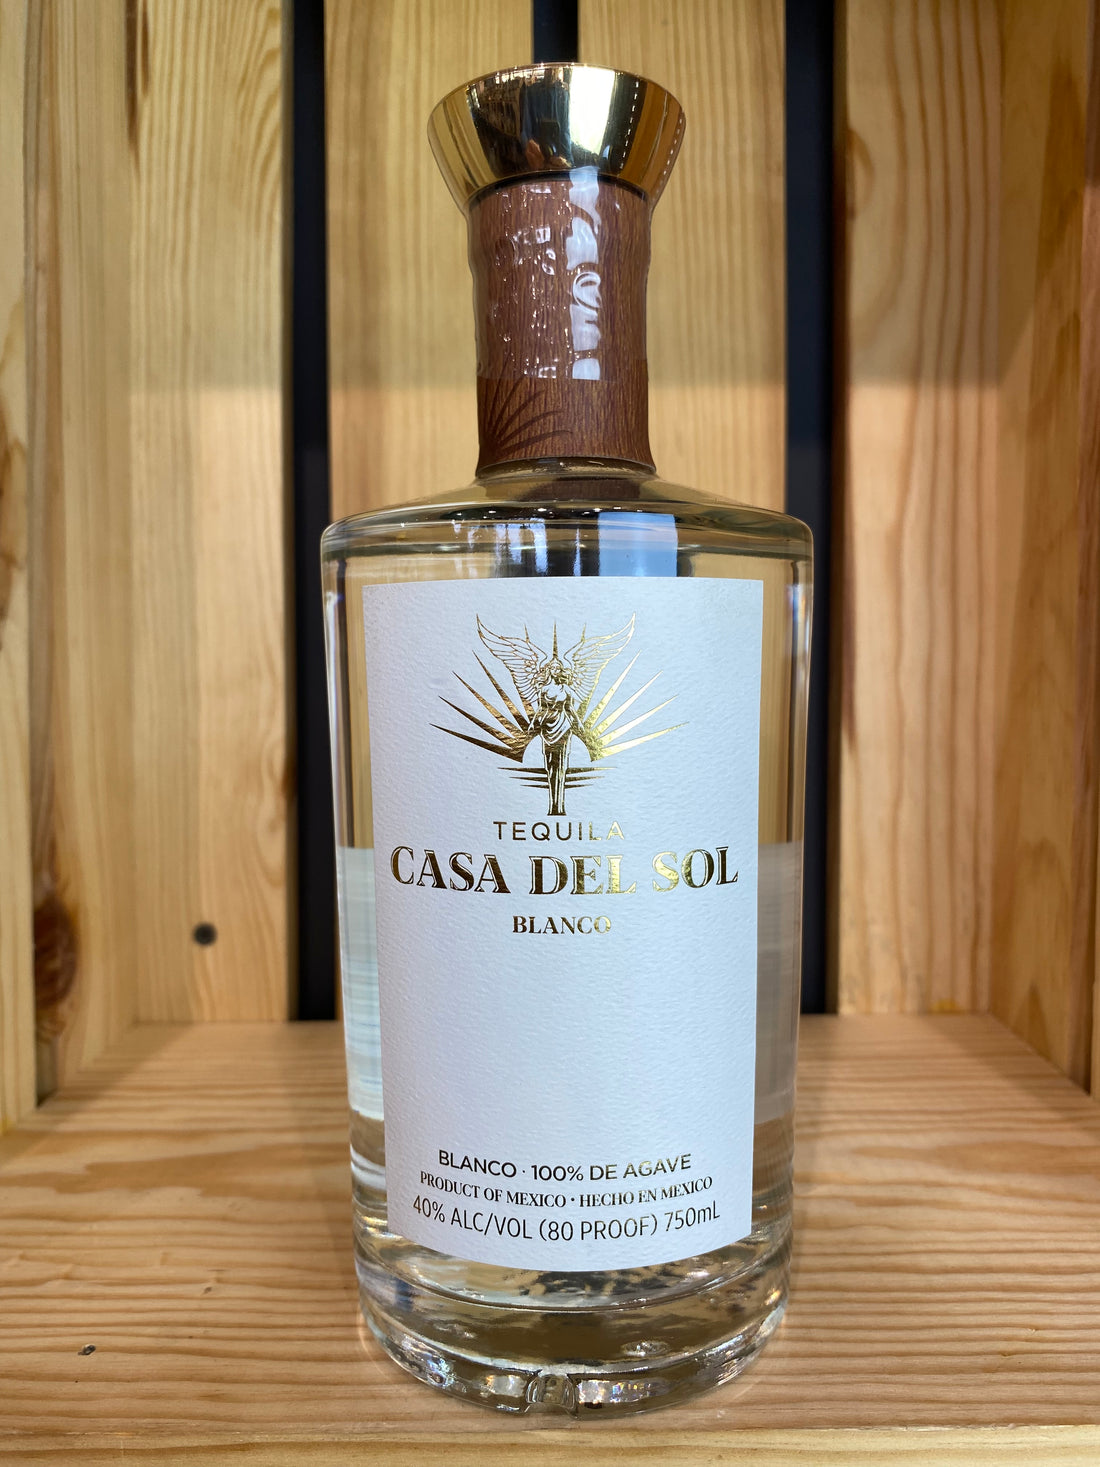 TEQUILA
CASA DEL SOL
BLANCO
BLANCO · 100% DE AGAVE
PRODUCT OF MEXICO • HECHO EN MEXICO
40% ALC/VOL (80 PROOF) 750mL